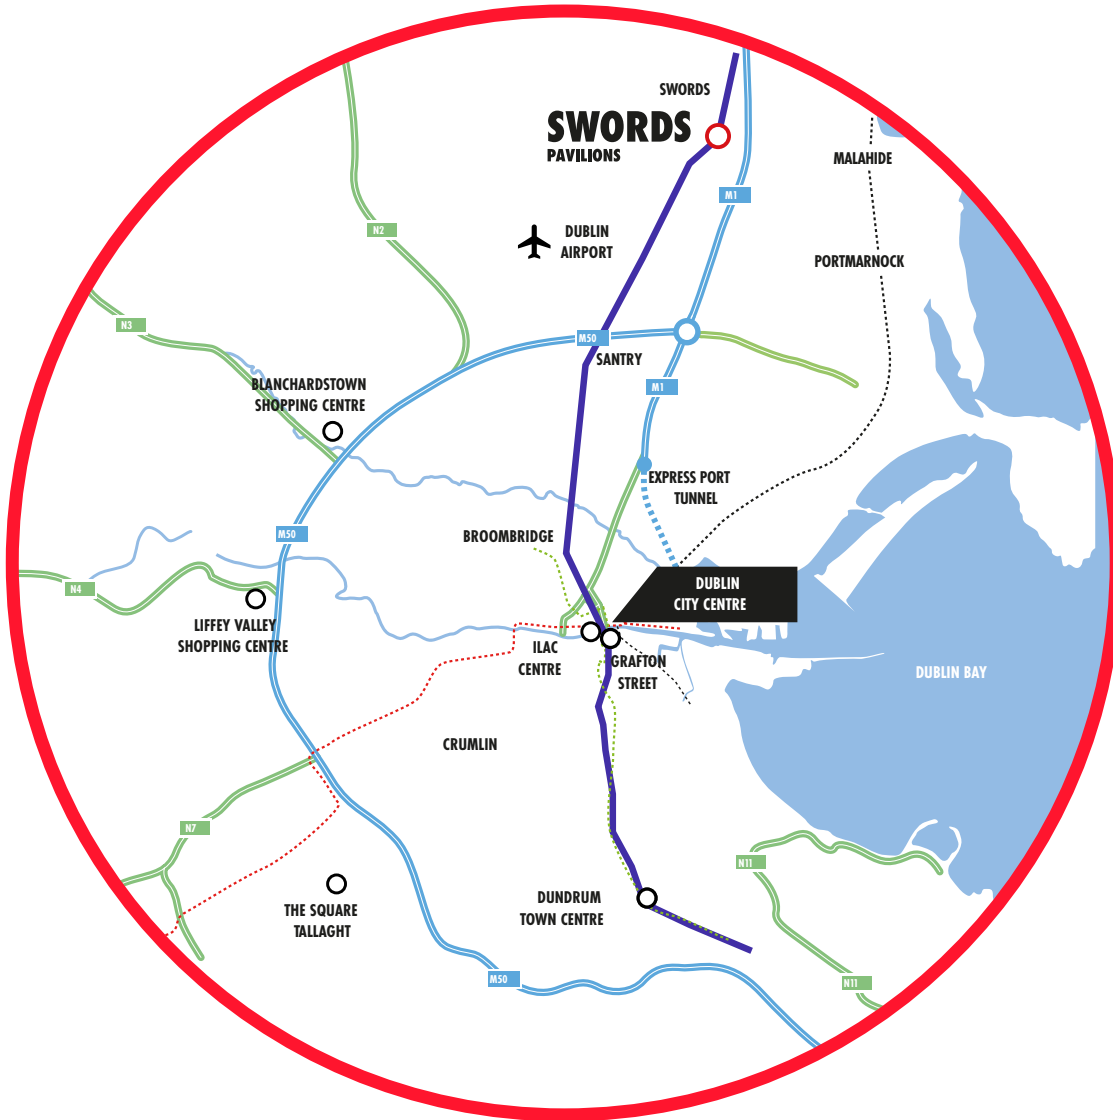 SWORDS
SWORDS
PAVILIONS
MALAHIDE
M1
N2
DUBLIN
AIRPORT
PORTMARNOCK
N3
M50
SANTRY
BLANCHARDSTOWN
SHOPPING CENTRE
M1
EXPRESS PORT
TUNNEL
M50
BROOMBRIDGE
N4
DUBLIN
CITY CENTRE
LIFFEY VALLEY
SHOPPING CENTRE
ILAC
CENTRE
GRAFTON
STREET
DUBLIN BAY
CRUMLIN
N7
N11
THE SQUARE
TALLAGHT
DUNDRUM
TOWN CENTRE
M50
N11